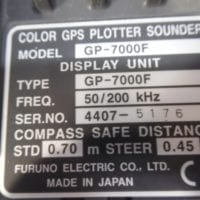 COLOR GPS PLOTTER SOUNDER
MODEL GP-7000F
DISPLAY UNIT
TYPE GP-7000F
FREQ. 50/200 kHz
SER.NO. 4407-5176
COMPASS SAFE DISTANC
STD 0.70 m STEER 0.45
FURUNO ELECTRIC CO., LTD.
MADE IN JAPAN